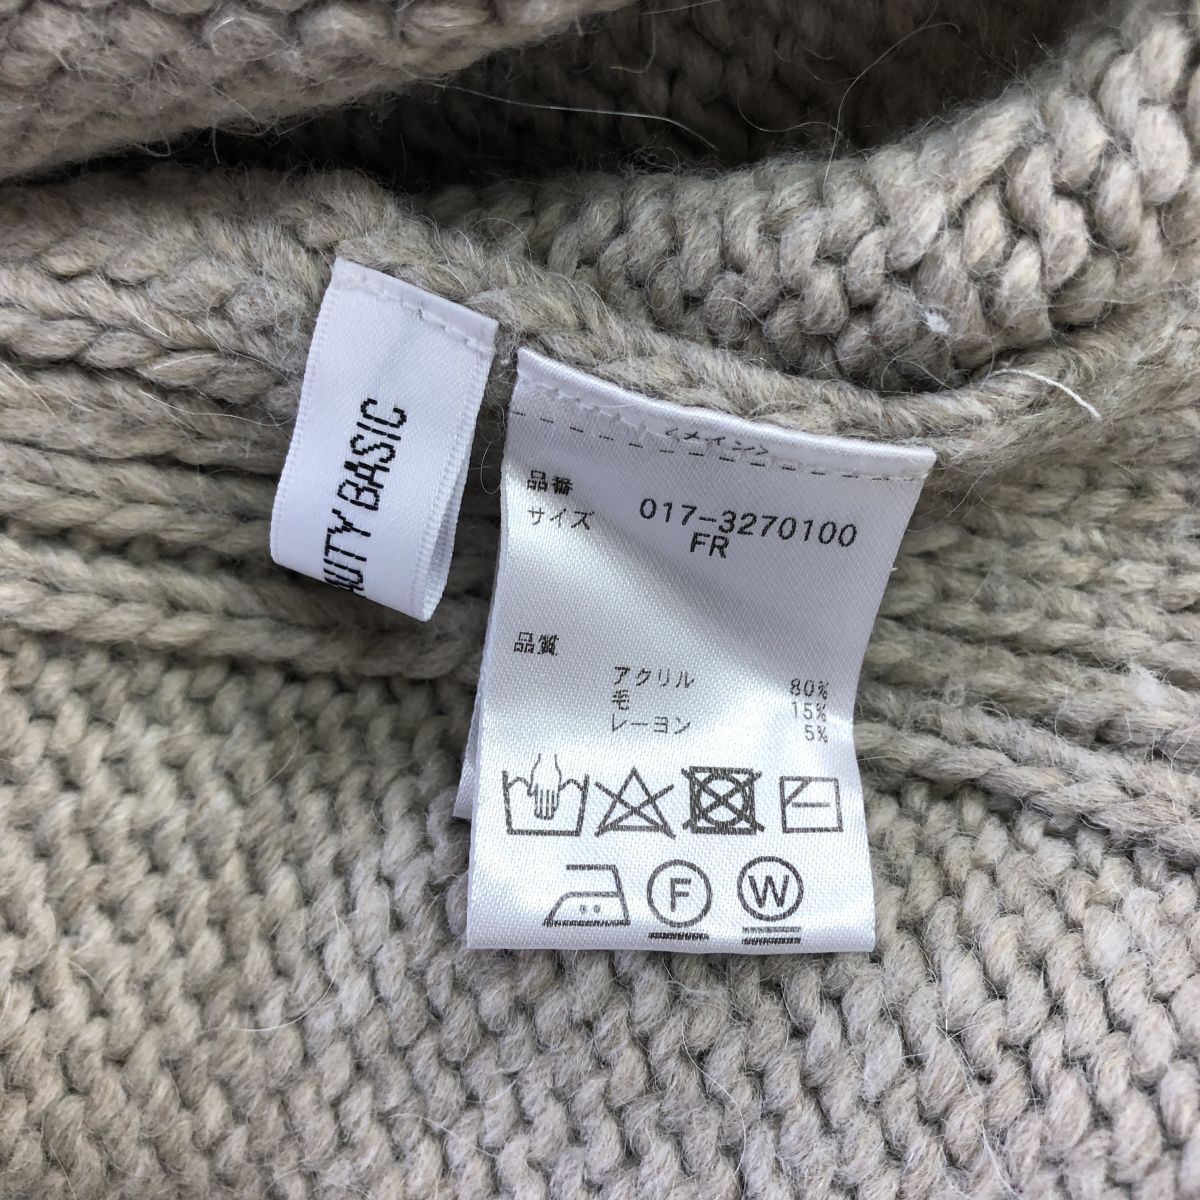 AUTY BASIC
<メイン>
品番 017-3270100
サイズ FR
品質
アクリル 80%
毛 15%
レーヨン 5%
F W